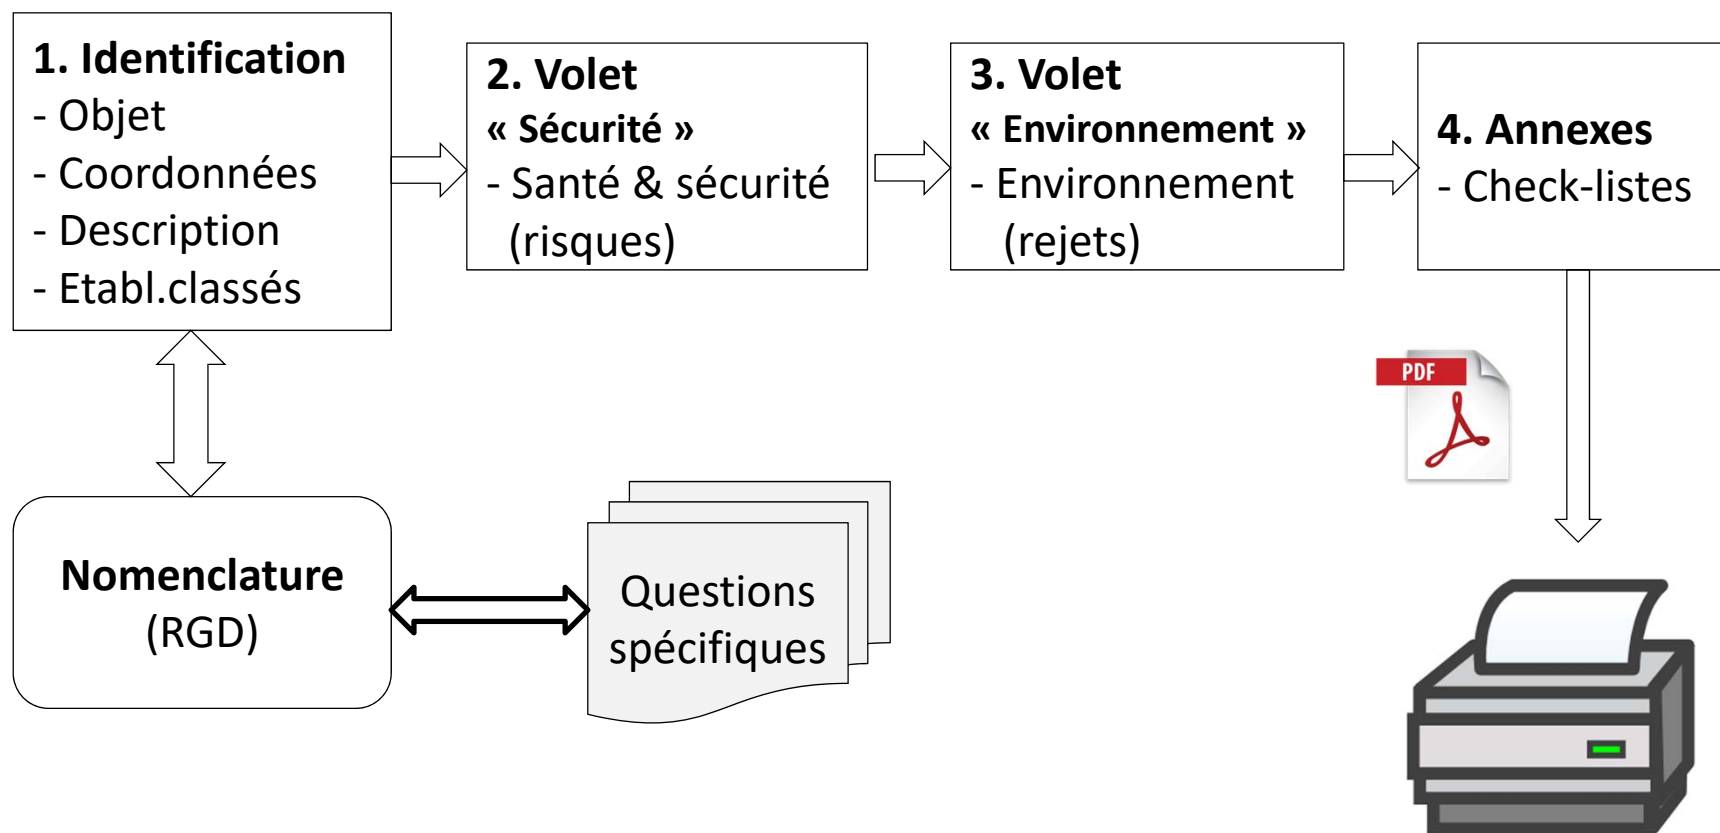 1. Identification
- Objet
- Coordonnées
- Description
- Etabl.classés
2. Volet
« Sécurité »
- Santé & sécurité
(risques)
3. Volet
« Environnement »
- Environnement
(rejets)
4. Annexes
- Check-listes
PDF
Nomenclature
(RGD)
Questions
spécifiques